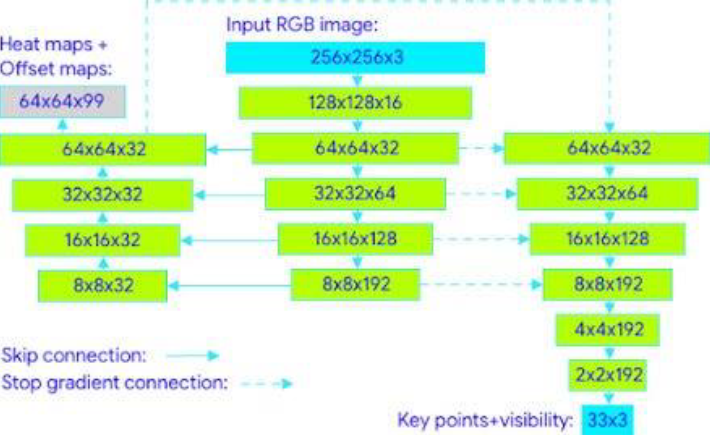 Input RGB image:
256x256x3
128x128x16
64x64x32
32x32x64
16x16x128
8x8x192
Heat maps +
Offset maps:
64x64x99
64x64x32
32x32x32
16x16x32
8x8x32
64x64x32
32x32x64
16x16x128
8x8x192
4x4x192
2x2x192
Key points+visibility: 33x3
Skip connection:
Stop gradient connection: